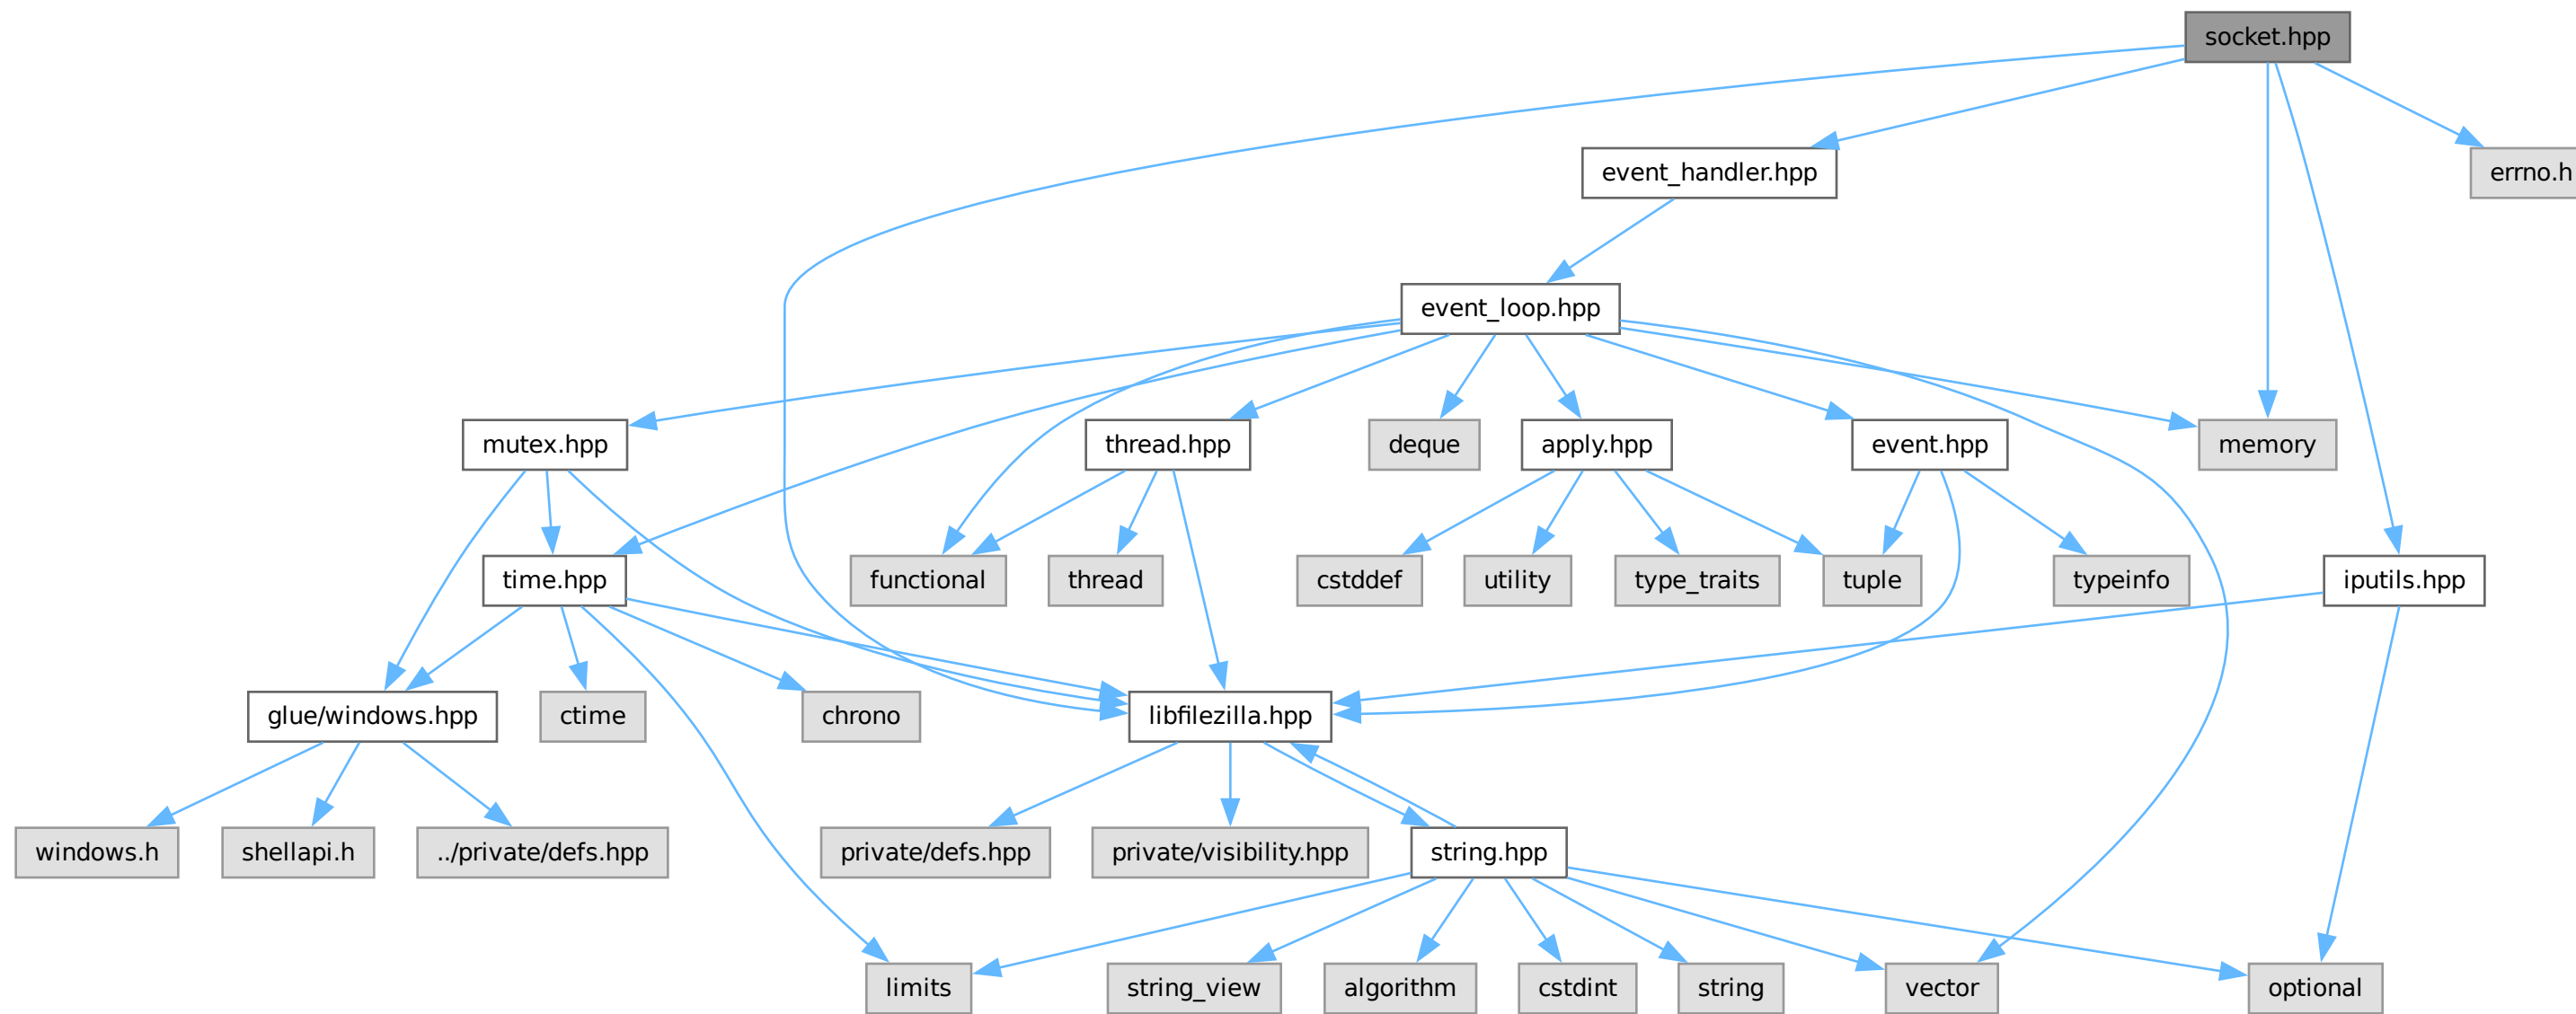 socket.hpp
event_handler.hpp
errno.h
event_loop.hpp
mutex.hpp
thread.hpp
deque
apply.hpp
event.hpp
memory
time.hpp
functional
thread
cstddef
utility
type_traits
tuple
typeinfo
iputils.hpp
glue/windows.hpp
ctime
chrono
libfilezilla.hpp
windows.h
shellapi.h
../private/defs.hpp
private/defs.hpp
private/visibility.hpp
string.hpp
limits
string_view
algorithm
cstdint
string
vector
optional